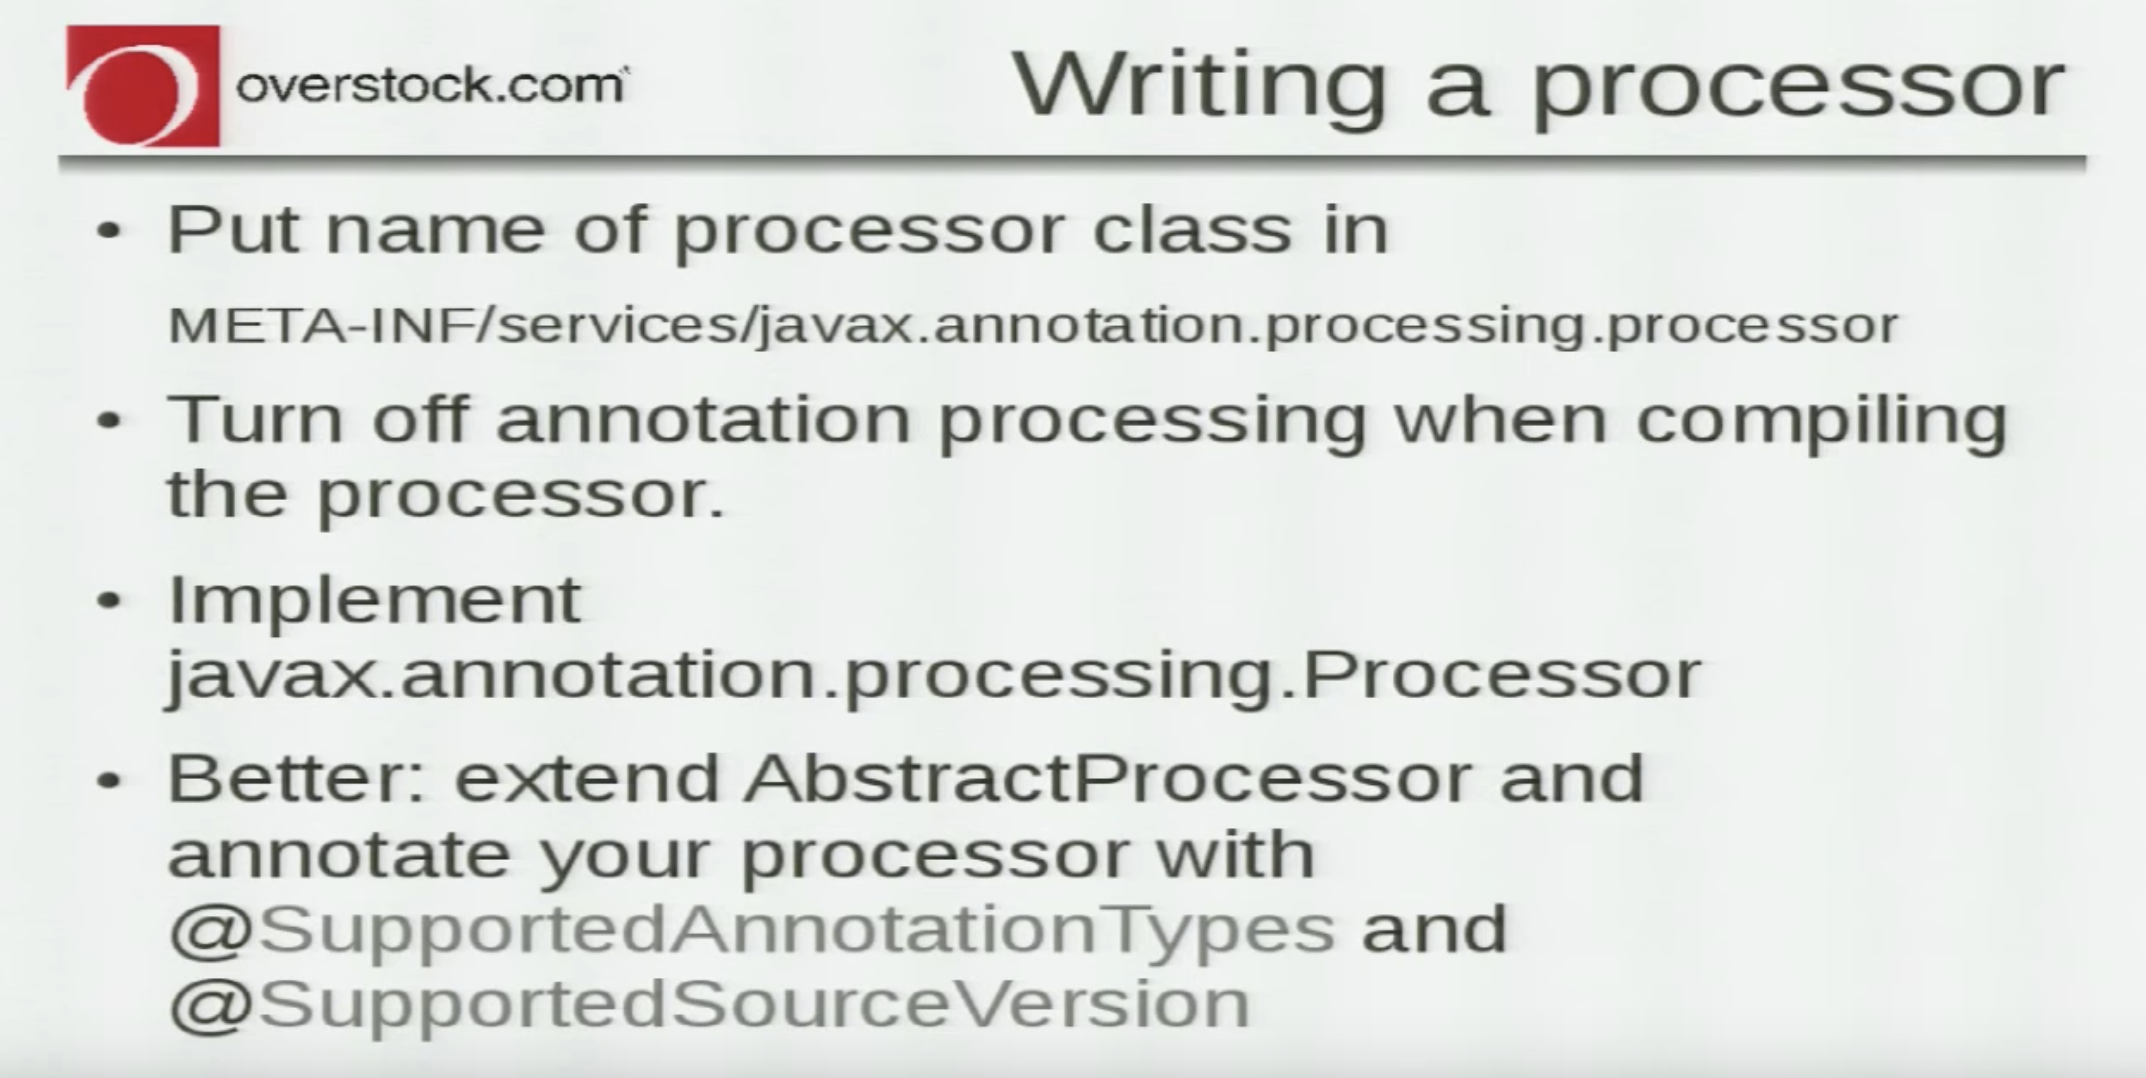 overstock.com
Writing a processor
• Put name of processor class in
META-INF/services/javax.annotation.processing.processor
• Turn off annotation processing when compiling
the processor.
• Implement
javax.annotation.processing.Processor
• Better: extend AbstractProcessor and
annotate your processor with
@SupportedAnnotationTypes and
@SupportedSourceVersion